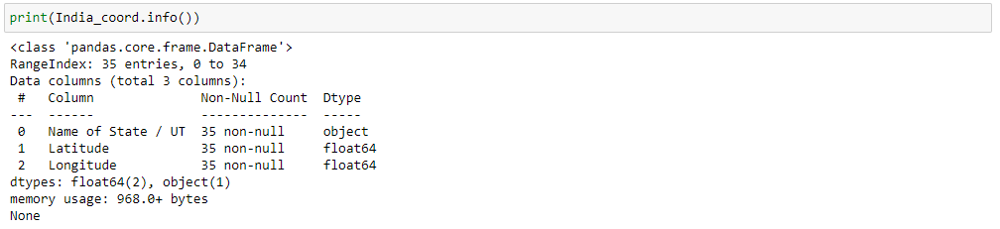 print(India_coord.info())
<class 'pandas.core.frame.DataFrame'>
RangeIndex: 35 entries, 0 to 34
Data columns (total 3 columns):
 #   Column              Non-Null Count  Dtype
---  ------              --------------  -----
 0   Name of State / UT  35 non-null     object
 1   Latitude            35 non-null     float64
 2   Longitude           35 non-null     float64
dtypes: float64(2), object(1)
memory usage: 968.0+ bytes
None